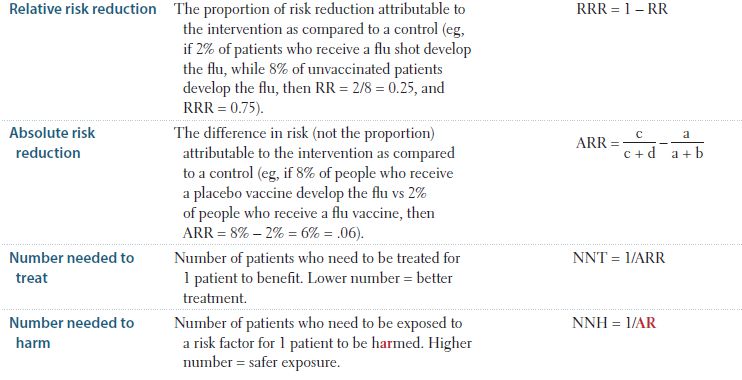 Relative risk reduction The proportion of risk reduction attributable to RRR = 1 – RR
the intervention as compared to a control (eg,
if 2% of patients who receive a flu shot develop
the flu, while 8% of unvaccinated patients
develop the flu, then RR = 2/8 = 0.25, and
RRR = 0.75).
Absolute risk The difference in risk (not the proportion) ARR = c/(c + d) – a/(a + b)
reduction attributable to the intervention as compared
to a control (eg, if 8% of people who receive
a placebo vaccine develop the flu vs 2%
of people who receive a flu vaccine, then
ARR = 8% – 2% = 6% = .06).
Number needed to Number of patients who need to be treated for NNT = 1/ARR
treat 1 patient to benefit. Lower number = better
treatment.
Number needed to Number of patients who need to be exposed to NNH = 1/AR
harm a risk factor for 1 patient to be harmed. Higher
number = safer exposure.